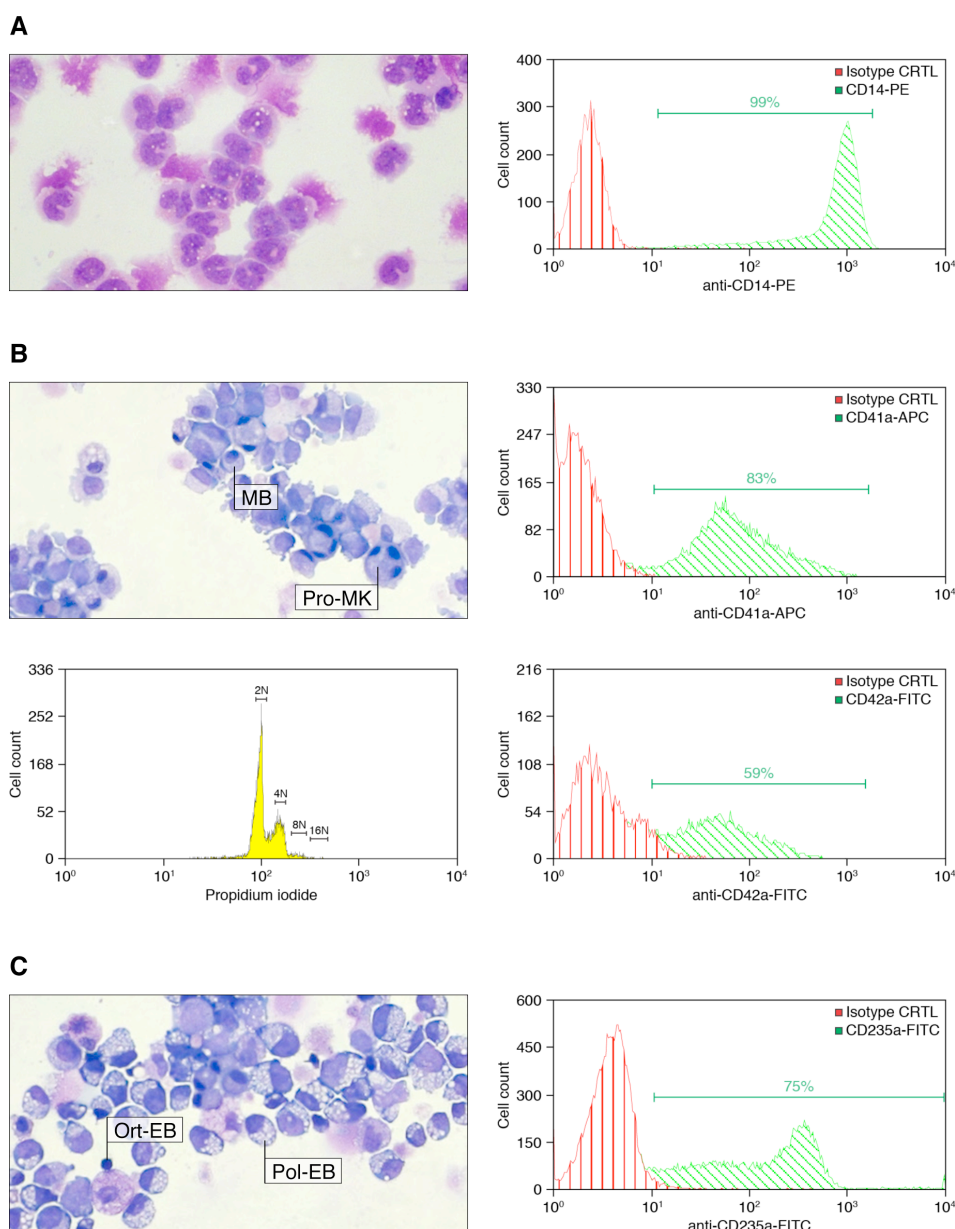 A
400
300
200
100
0
Cell count
Isotype CRTL
CD14-PE
99%
10⁰ 10¹ 10² 10³ 10⁴
anti-CD14-PE
B
MB
Pro-MK
330
247
165
82
0
Cell count
Isotype CRTL
CD41a-APC
83%
10⁰ 10¹ 10² 10³ 10⁴
anti-CD41a-APC
336
252
168
52
0
Cell count
2N
4N
8N
16N
10⁰ 10¹ 10² 10³ 10⁴
Propidium iodide
216
162
108
54
0
Cell count
Isotype CRTL
CD42a-FITC
59%
10⁰ 10¹ 10² 10³ 10⁴
anti-CD42a-FITC
C
Ort-EB
Pol-EB
600
450
300
150
0
Cell count
Isotype CRTL
CD235a-FITC
75%
10⁰ 10¹ 10² 10³ 10⁴
anti-CD235a-FITC